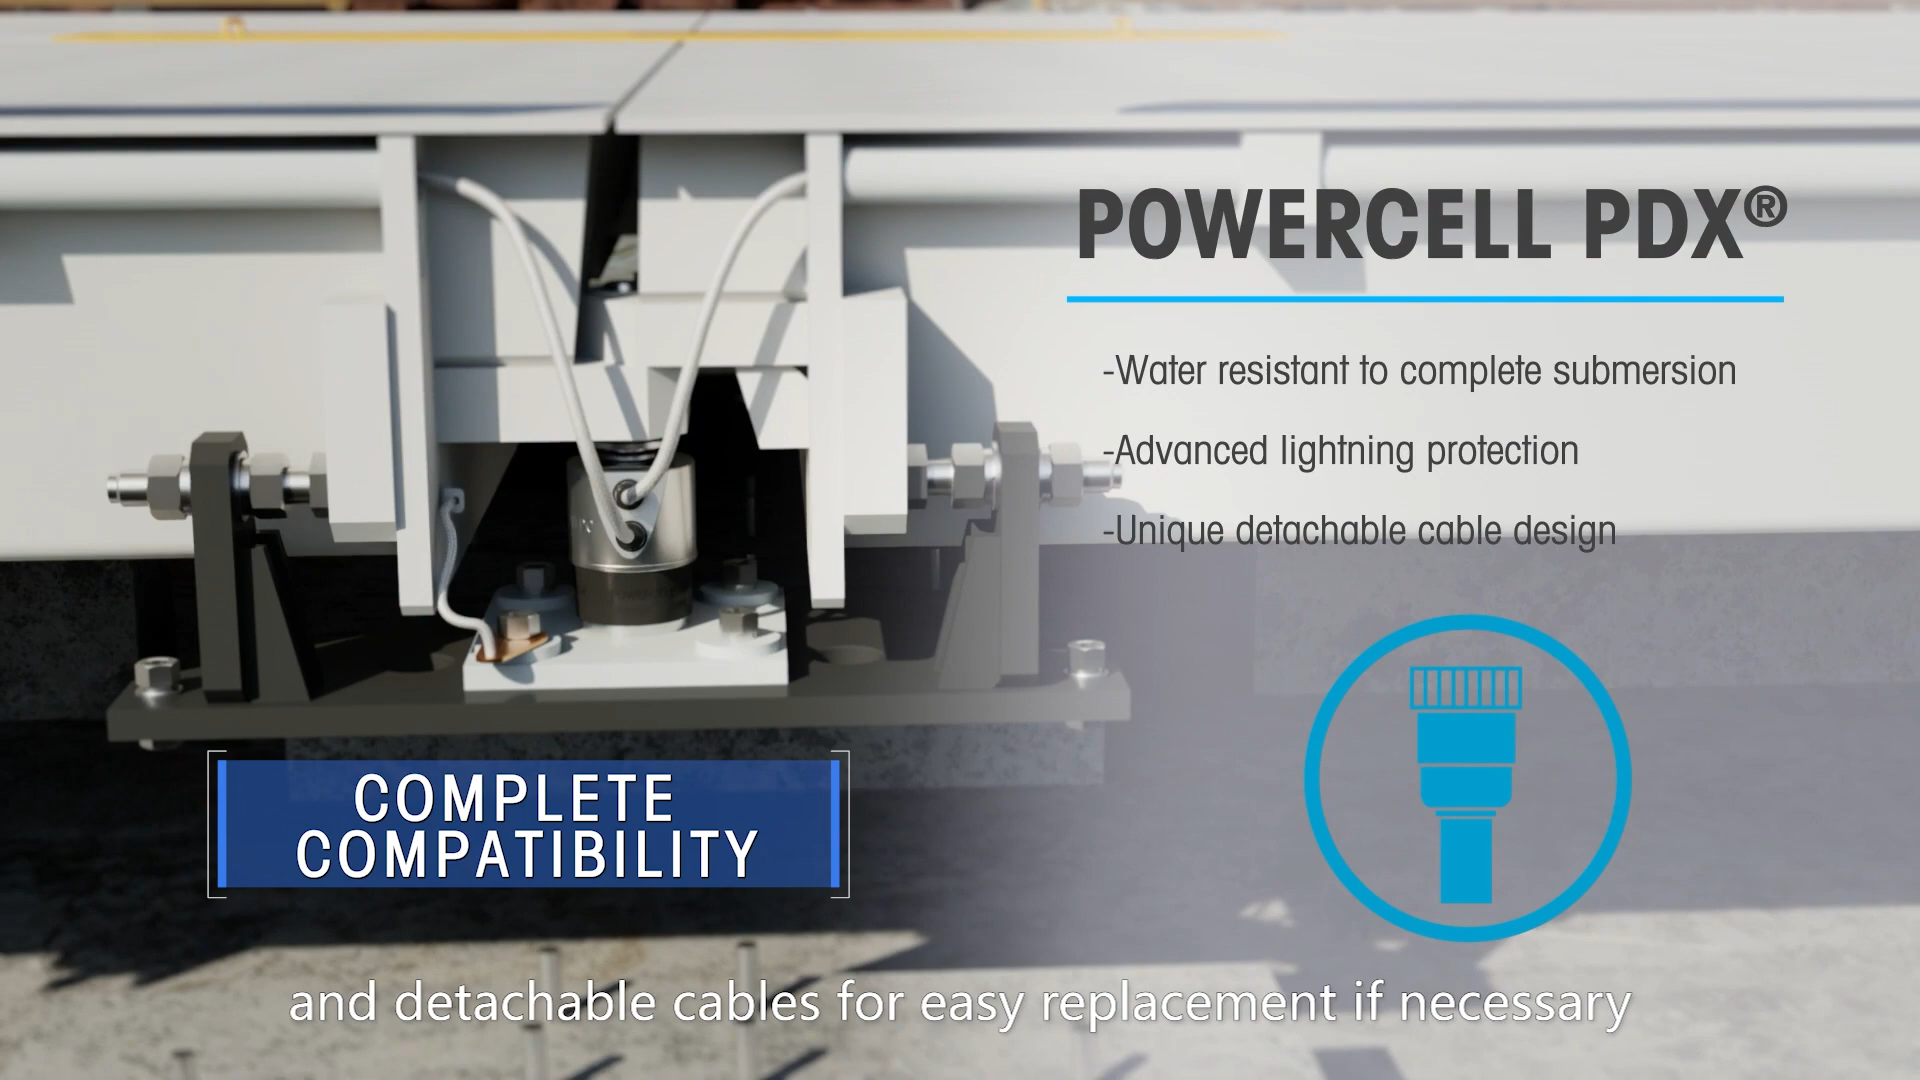 POWERCELL PDX®
-Water resistant to complete submersion
-Advanced lightning protection
-Unique detachable cable design
COMPLETE
COMPATIBILITY
and detachable cables for easy replacement if necessary